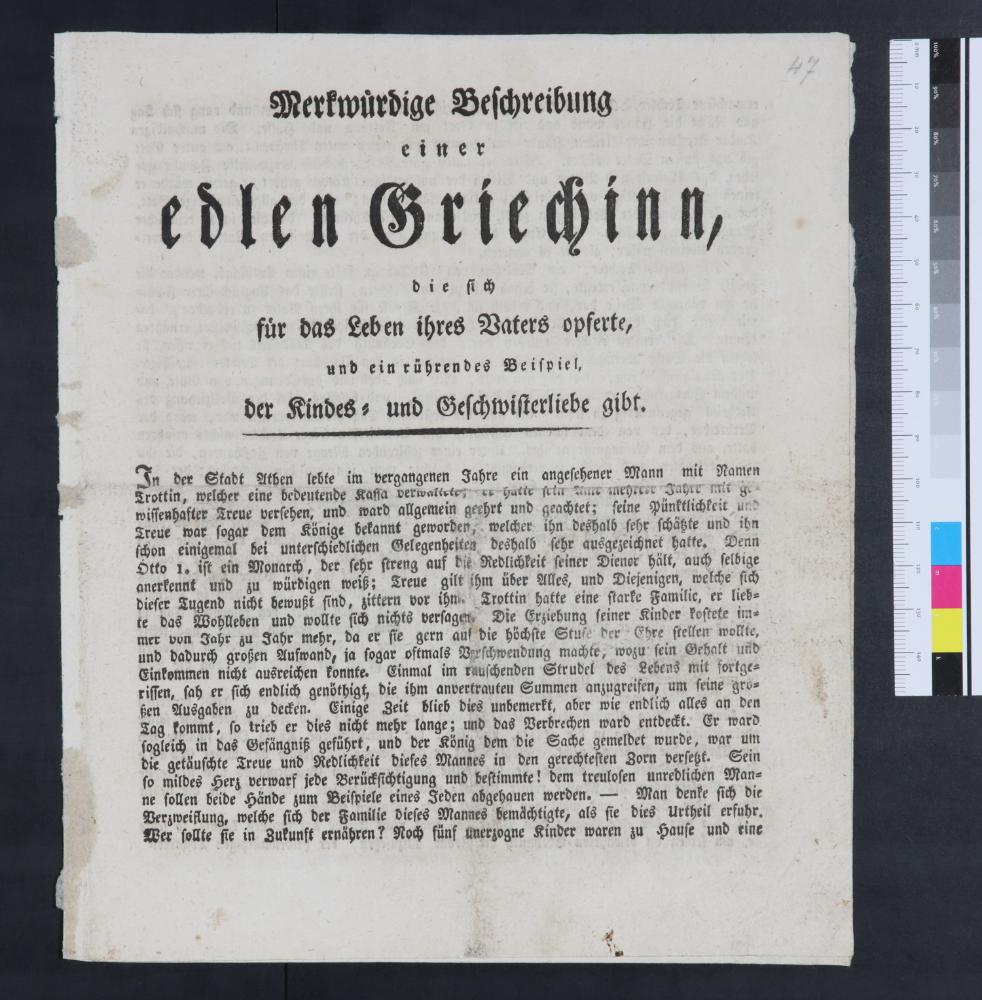 47
Merkwürdige Beschreibung
einer
edlen Griechinn,
die sich
für das Leben ihres Vaters opferte,
und ein rührendes Beispiel,
der Kindes- und Geschwisterliebe gibt.
In der Stadt Athen lebte im vergangenen Jahre ein angesehener Mann mit Namen
Trottin, welcher eine bedeutende Kassa verwaltete; er hatte sein Amt mehrere Jahre mit ge-
wissenhafter Treue versehen, und ward allgemein geehrt und geachtet; seine Pünktlichkeit und
Treue war sogar dem Könige bekannt geworden, welcher ihn deshalb sehr schäßte und ihn
schon einigemal bei unterschiedlichen Gelegenheiten deshalb sehr ausgezeichnet hatte. Denn
Otto 1. ist ein Monarch, der sehr streng auf die Redlichkeit seiner Diener hält, auch selbige
anerkennt und zu würdigen weiß; Treue gilt ihm über Alles, und Diejenigen, welche sich
dieser Tugend nicht bewußt sind, zittern vor ihm. Trottin hatte eine starke Familie, er lieb-
te das Wohlleben und wollte sich nichts versagen. Die Erziehung seiner Kinder kostete im-
mer von Jahr zu Jahr mehr, da er sie gern auf die höchste Stufe der Ehre stellen wollte,
und dadurch großen Aufwand, ja sogar oftmals Verschwendung machte, wozu sein Gehalt und
Einkommen nicht ausreichen konnte. Einmal im rauschenden Strudel des Lebens mit fortge-
rissen, sah er sich endlich genöthigt, die ihm anvertrauten Summen anzugreifen, um seine gro-
ßen Ausgaben zu decken. Einige Zeit blieb dies unbemerkt, aber wie endlich alles an den
Tag kommt, so trieb er dies nicht mehr lange; und das Verbrechen ward entdeckt. Er ward
sogleich in das Gefängniß geführt, und der König dem die Sache gemeldet wurde, war um
die getäuschte Treue und Redlichkeit dieses Mannes in den gerechtesten Zorn versetzt. Sein
so mildes Herz verwarf jede Berücksichtigung und bestimmte! dem treulosen unredlichen Man-
ne sollen beide Hände zum Beispiele eines Jeden abgehauen werden. — Man denke sich die
Verzweiflung, welche sich der Familie dieses Mannes bemächtigte, als sie dies Urtheil erfuhr.
Wer sollte sie in Zukunft ernähren? Noch fünf unerzogne Kinder waren zu Hause und eine